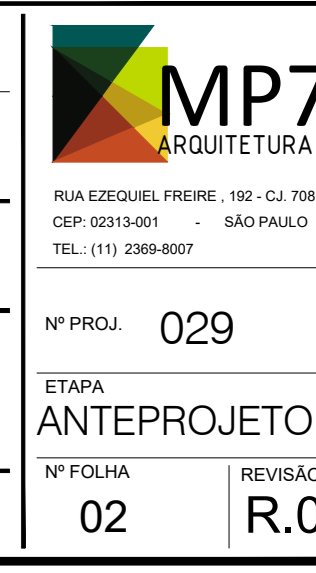 MP7
ARQUITETURA
RUA EZEQUIEL FREIRE , 192 - CJ. 708
CEP: 02313-001 - SÃO PAULO
TEL.: (11) 2369-8007
Nº PROJ. 029
ETAPA
ANTEPROJETO
Nº FOLHA
02
REVISÃO
R.0